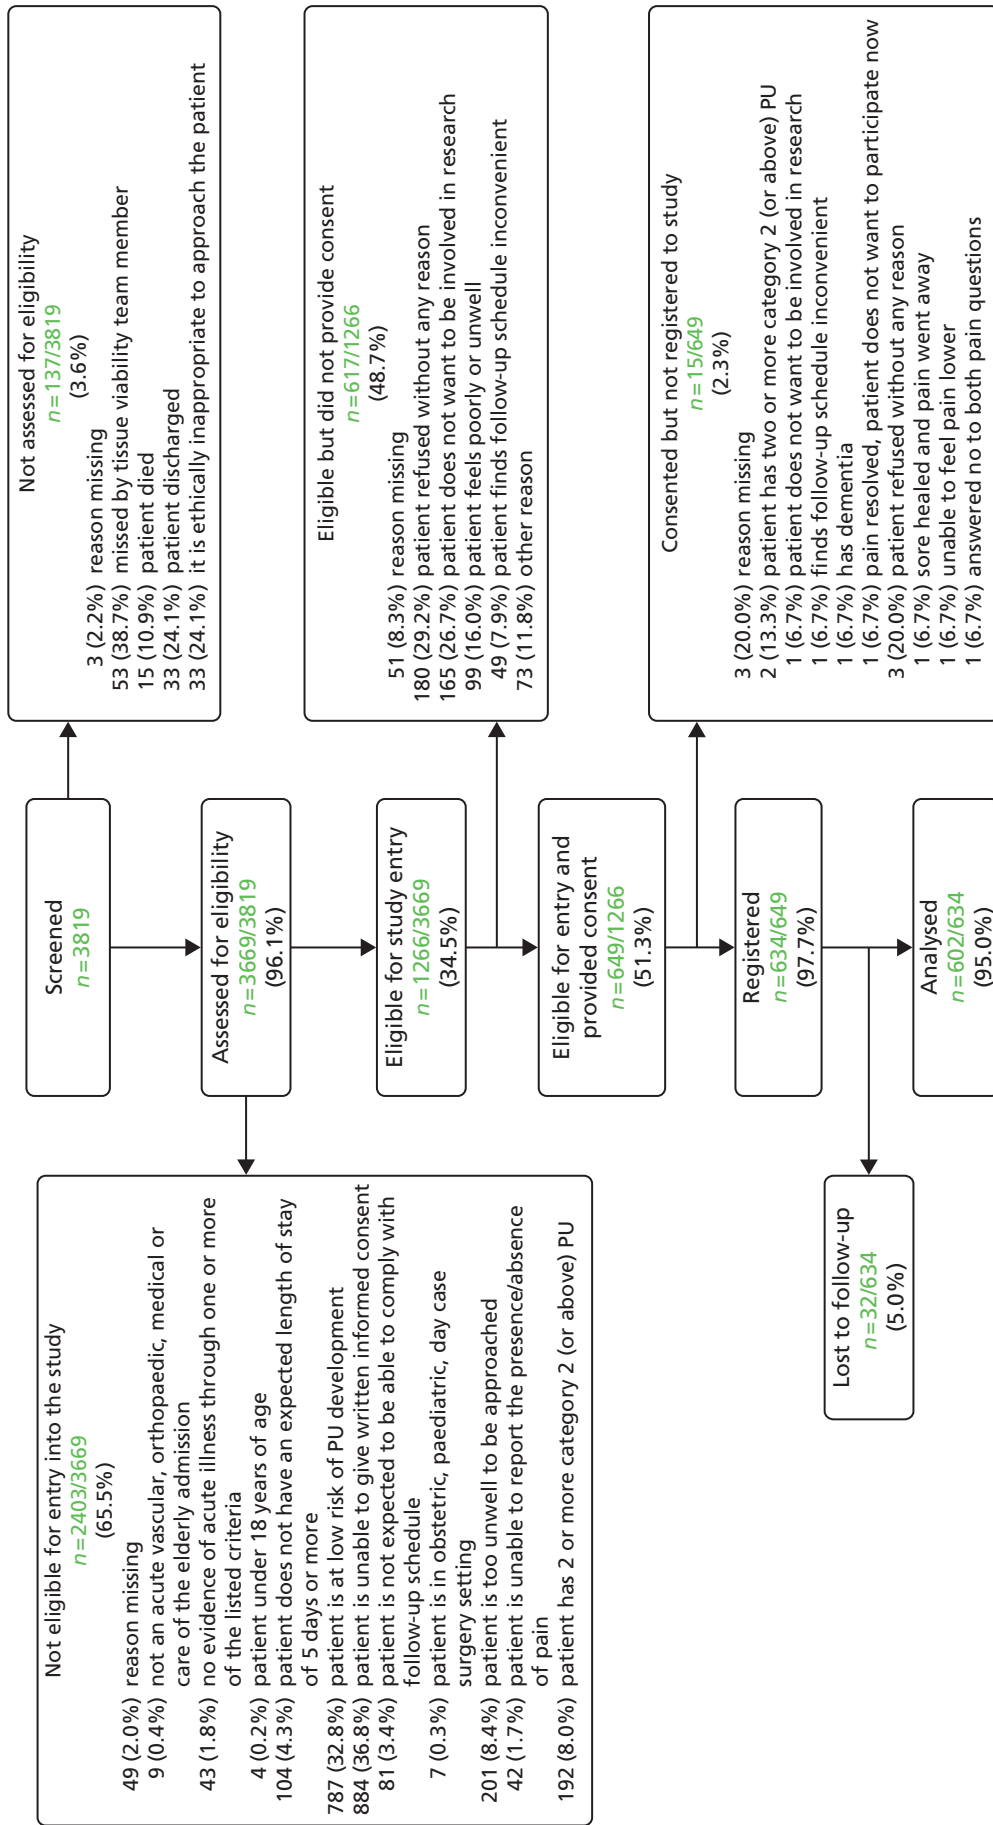 Screened
n=3819
Not assessed for eligibility
n=137/3819
(3.6%)
3 (2.2%) reason missing
53 (38.7%) missed by tissue viability team member
15 (10.9%) patient died
33 (24.1%) patient discharged
33 (24.1%) it is ethically inappropriate to approach the patient
Assessed for eligibility
n=3669/3819
(96.1%)
Not eligible for entry into the study
n=2403/3669
(65.5%)
49 (2.0%) reason missing
9 (0.4%) not an acute vascular, orthopaedic, medical or
care of the elderly admission
43 (1.8%) no evidence of acute illness through one or more
of the listed criteria
4 (0.2%) patient under 18 years of age
104 (4.3%) patient does not have an expected length of stay
of 5 days or more
787 (32.8%) patient is at low risk of PU development
884 (36.8%) patient is unable to give written informed consent
81 (3.4%) patient is not expected to be able to comply with
follow-up schedule
7 (0.3%) patient is in obstetric, paediatric, day case
surgery setting
201 (8.4%) patient is too unwell to be approached
42 (1.7%) patient is unable to report the presence/absence
of pain
192 (8.0%) patient has 2 or more category 2 (or above) PU
Eligible for study entry
n=1266/3669
(34.5%)
Eligible but did not provide consent
n=617/1266
(48.7%)
51 (8.3%) reason missing
180 (29.2%) patient refused without any reason
165 (26.7%) patient does not want to be involved in research
99 (16.0%) patient feels poorly or unwell
49 (7.9%) patient finds follow-up schedule inconvenient
73 (11.8%) other reason
Eligible for entry and
provided consent
n=649/1266
(51.3%)
Consented but not registered to study
n=15/649
(2.3%)
3 (20.0%) reason missing
2 (13.3%) patient has two or more category 2 (or above) PU
1 (6.7%) patient does not want to be involved in research
1 (6.7%) finds follow-up schedule inconvenient
1 (6.7%) has dementia
1 (6.7%) pain resolved, patient does not want to participate now
3 (20.0%) patient refused without any reason
1 (6.7%) sore healed and pain went away
1 (6.7%) unable to feel pain lower
1 (6.7%) answered no to both pain questions
Registered
n=634/649
(97.7%)
Lost to follow-up
n=32/634
(5.0%)
Analysed
n=602/634
(95.0%)